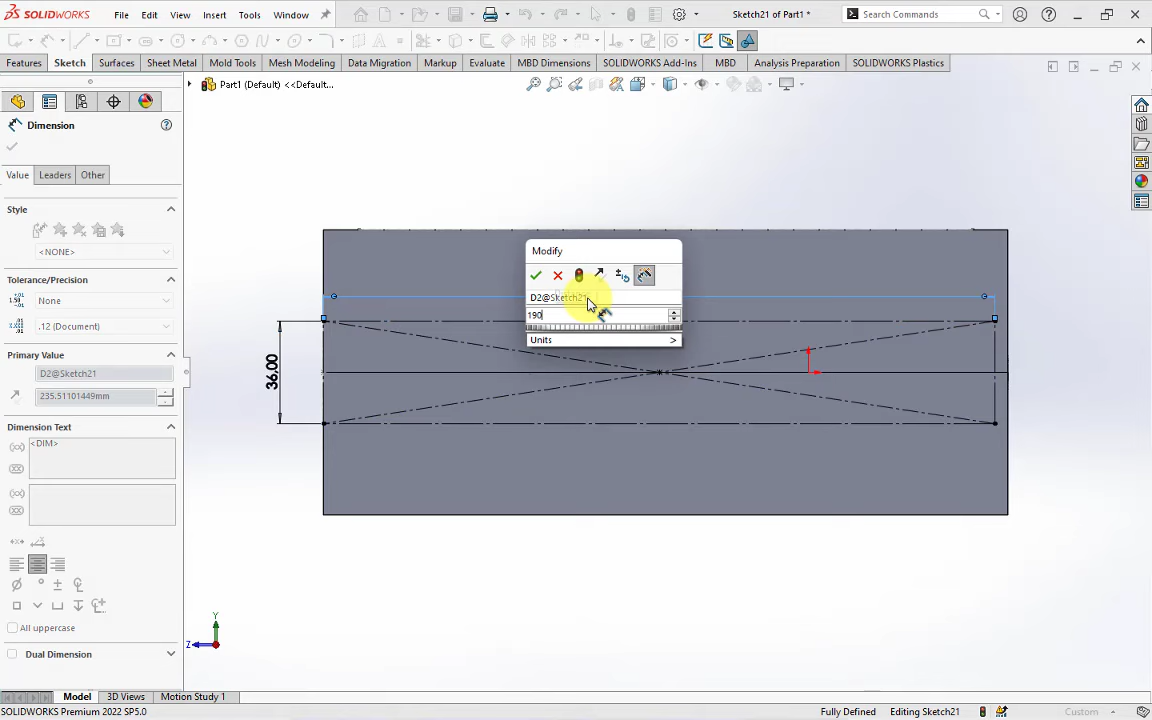 SOLIDWORKS File Edit View Insert Tools Window Sketch21 of Part1 * Search Commands
Features Sketch Surfaces Sheet Metal Mold Tools Mesh Modeling Data Migration Markup Evaluate MBD Dimensions SOLIDWORKS Add-Ins MBD Analysis Preparation SOLIDWORKS Plastics
Part1 (Default) <<Default...
Dimension
Value Leaders Other
Style
<NONE>
Tolerance/Precision
None
.12 (Document)
Primary Value
D2@Sketch21
235.51101449mm
Dimension Text
<DIM>
All uppercase
Dual Dimension
Modify
D2@Sketch21
190
Units
36.00
Y
Z
Model 3D Views Motion Study 1
SOLIDWORKS Premium 2022 SP5.0 Fully Defined Editing Sketch21 Custom